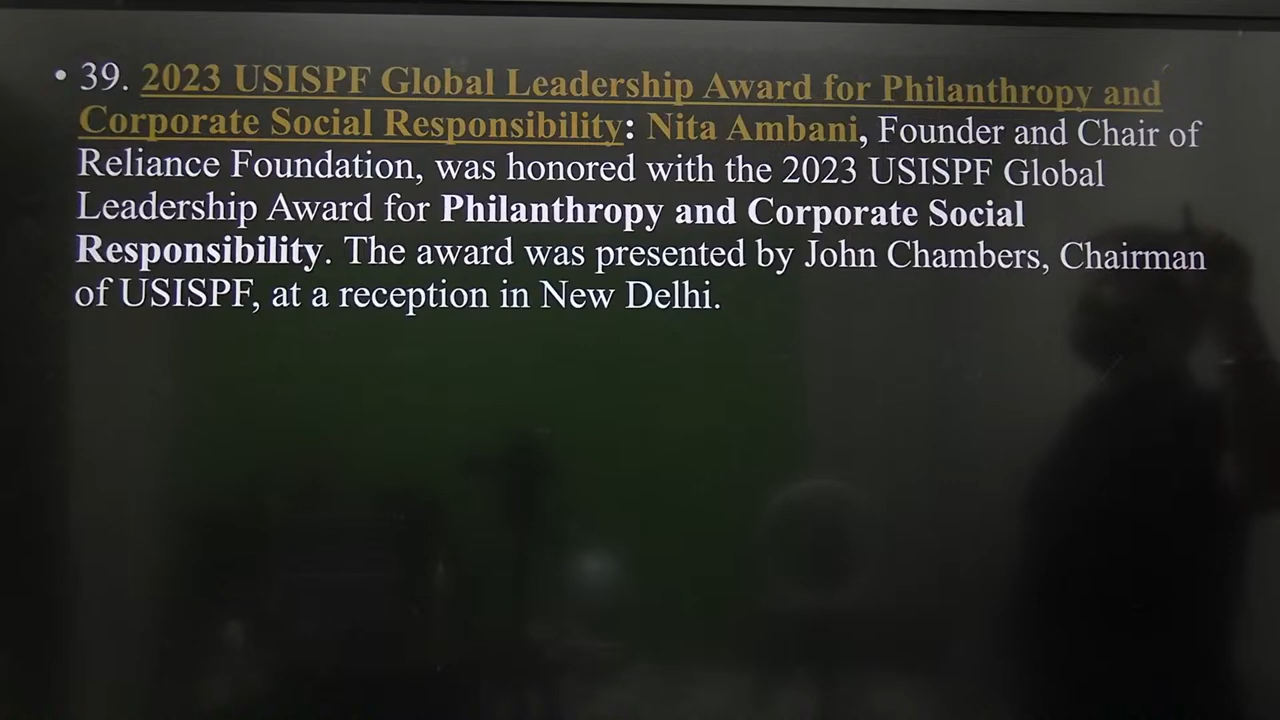 • 39. 2023 USISPF Global Leadership Award for Philanthropy and
Corporate Social Responsibility: Nita Ambani, Founder and Chair of
Reliance Foundation, was honored with the 2023 USISPF Global
Leadership Award for Philanthropy and Corporate Social
Responsibility. The award was presented by John Chambers, Chairman
of USISPF, at a reception in New Delhi.